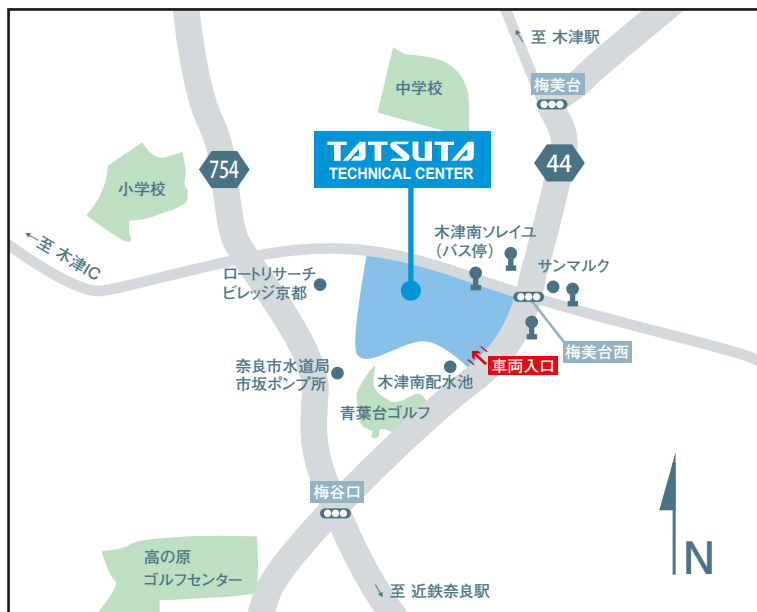 至 木津駅
梅美台
中学校
TATSUTA
TECHNICAL CENTER
754
44
小学校
木津南ソレイユ
(バス停)
←至 木津IC
サンマルク
ロートリサーチ
ビレッジ京都
梅美台西
車両入口
奈良市水道局
市坂ポンプ所
木津南配水池
青葉台ゴルフ
梅谷口
高の原
ゴルフセンター
至 近鉄奈良駅
N